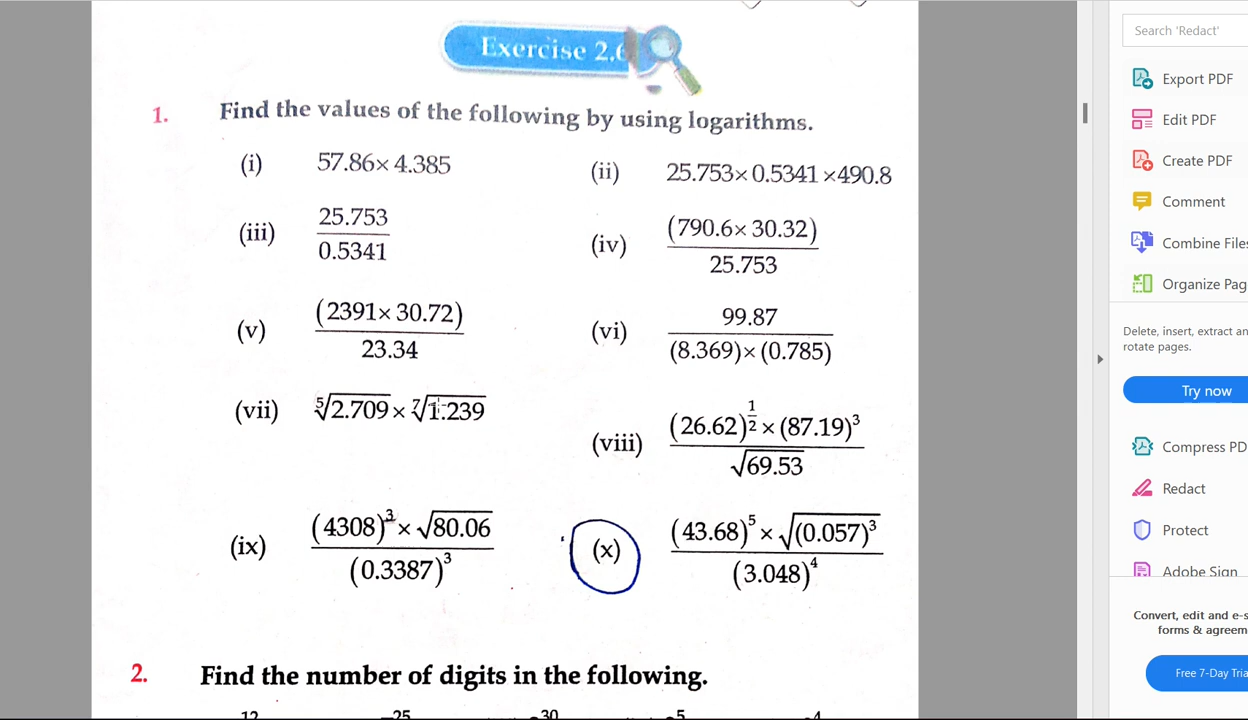 Exercise 2.6
Search 'Redact'
1. Find the values of the following by using logarithms.
(i) 57.86×4.385 (ii) 25.753×0.5341×490.8
(iii) 25.753/0.5341 (iv) (790.6×30.32)/25.753
(v) (2391×30.72)/23.34 (vi) 99.87/(8.369)×(0.785)
(vii) ⁵√2.709×⁷√1.239 (viii) (26.62)^(1/2)×(87.19)³/√69.53
(ix) (4308)³×√80.06/(0.3387)³ (x) (43.68)⁵×√(0.057)³/(3.048)⁴
2. Find the number of digits in the following.
Export PDF
Edit PDF
Create PDF
Comment
Combine Files
Organize Pag
Delete, insert, extract an
rotate pages.
Try now
Compress PD
Redact
Protect
Adobe Sign
Convert, edit and e-s
forms & agreem
Free 7-Day Tria